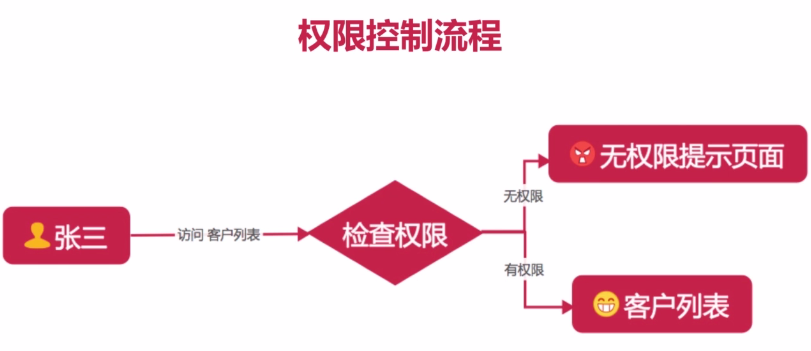 权限控制流程
无权限提示页面
无权限
张三
访问 客户列表
检查权限
有权限
客户列表